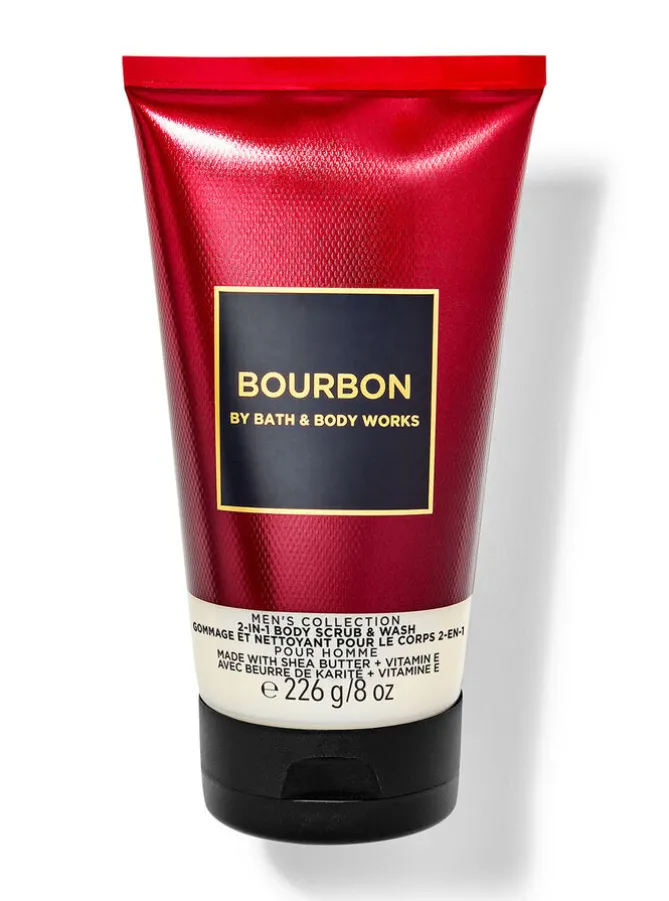 BOURBON
BY BATH & BODY WORKS
MEN'S COLLECTION
2-IN-1 BODY SCRUB & WASH
GOMMAGE ET NETTOYANT POUR LE CORPS 2-EN-1
POUR HOMME
MADE WITH SHEA BUTTER + VITAMIN E
AVEC BEURRE DE KARITÉ + VITAMINE E
℮ 226 g/8 oz